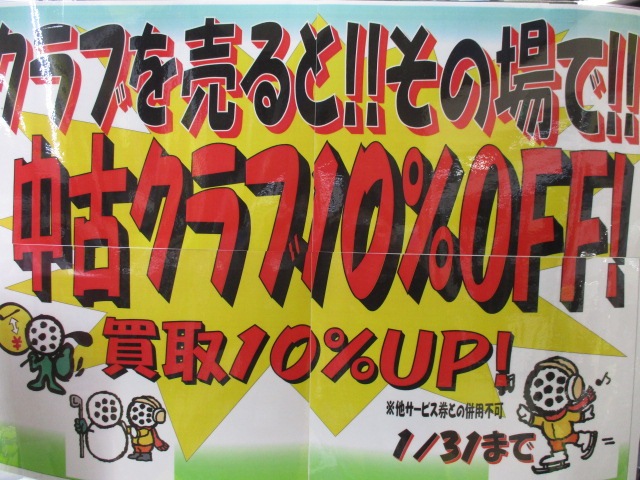 クラブを売ると!!その場で!!
中古クラブ10%OFF!
買取10%UP!
¥
※他サービス券との併用不可
1/31まで